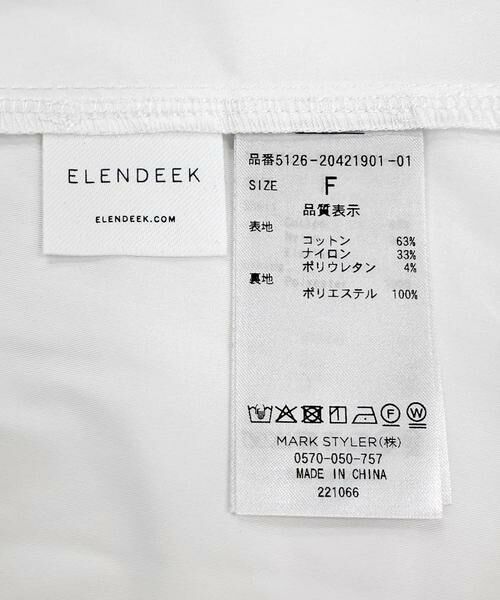 ELENDEEK
ELENDEEK.COM
品番5126-20421901-01
SIZE F
品質表示
表地
コットン 63%
ナイロン 33%
ポリウレタン 4%
裏地
ポリエステル 100%
F W
MARK STYLER(株)
0570-050-757
MADE IN CHINA
221066